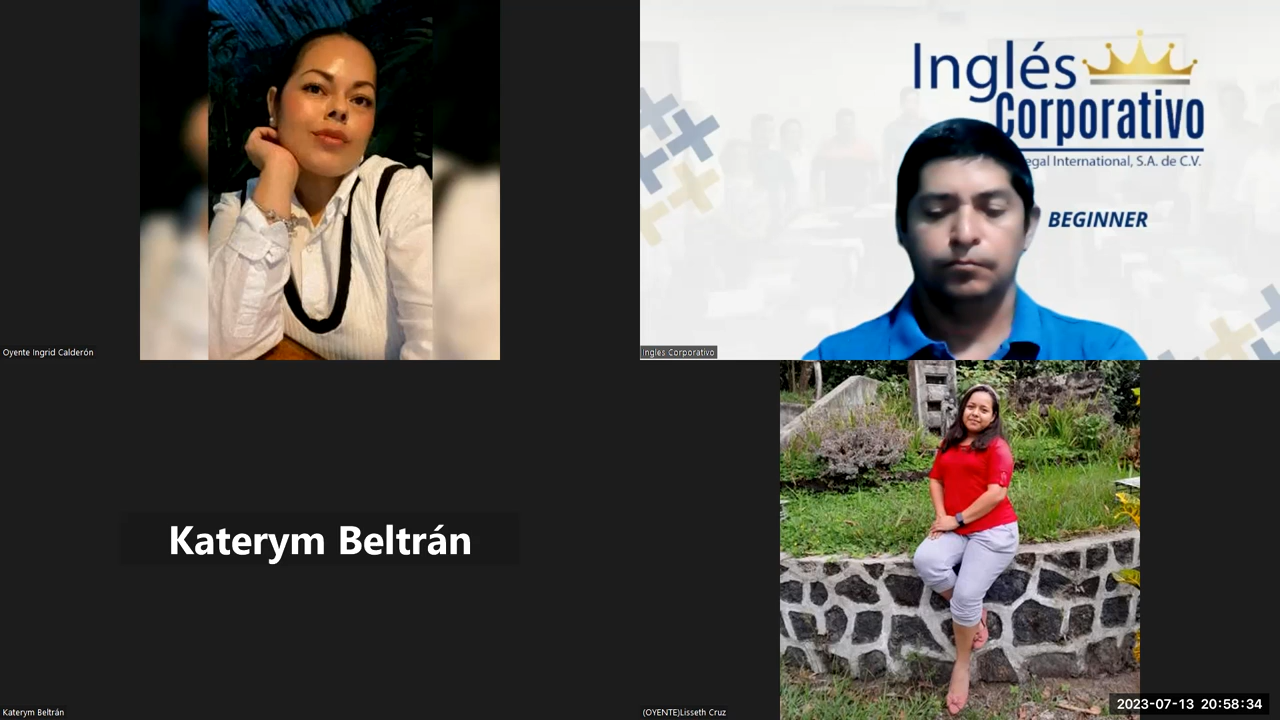 Inglés
Corporativo
egal International, S.A. de C.V.
BEGINNER
Oyente Ingrid Calderón
Ingles Corporativo
Katerym Beltrán
Katerym Beltrán
(OYENTE)Lisseth Cruz
2023-07-13 20:58:34